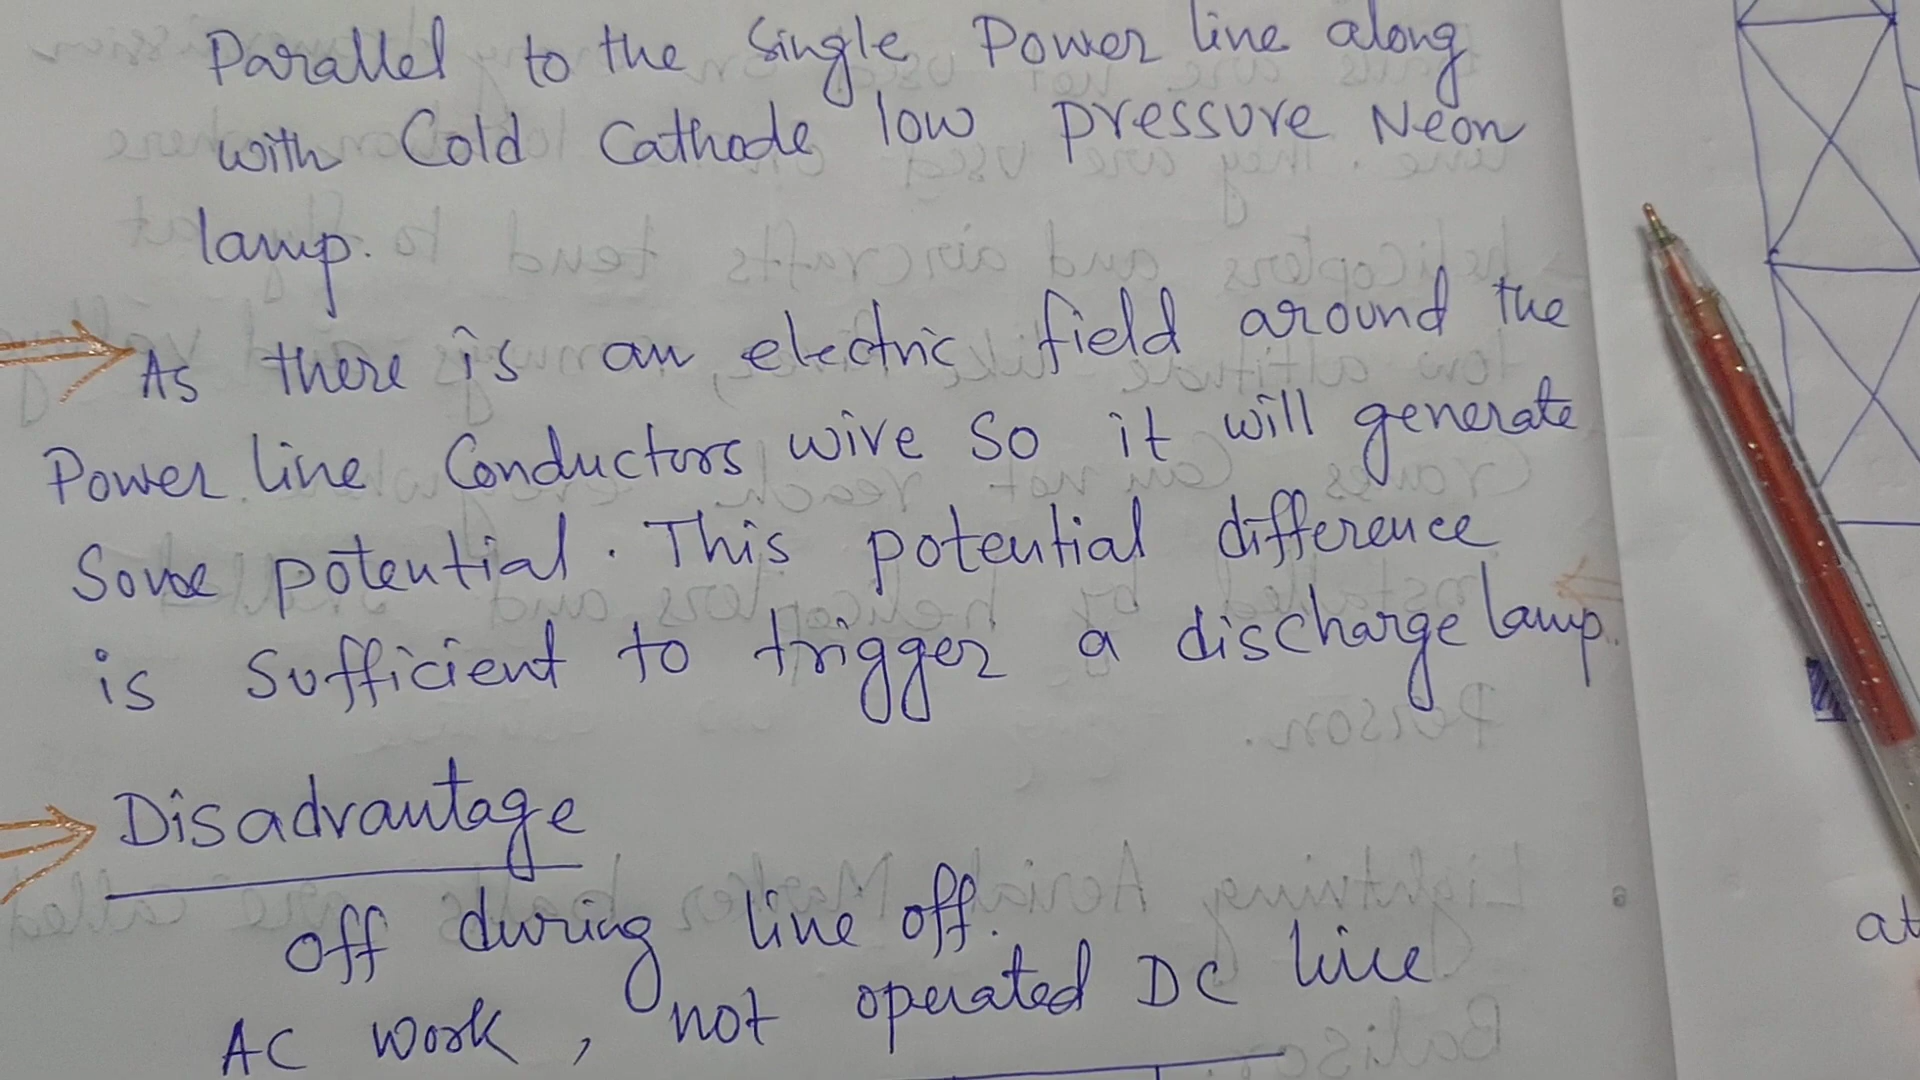 Parallel to the Single Power line along
with Cold Cathode low pressure Neon
lamp.
As there is an electric field around the
Power line Conductors wire So it will generate
Some potential. This potential difference
is Sufficient to trigger a discharge lamp.
Disadvantage
off during line off.
AC work, not operated DC line
at